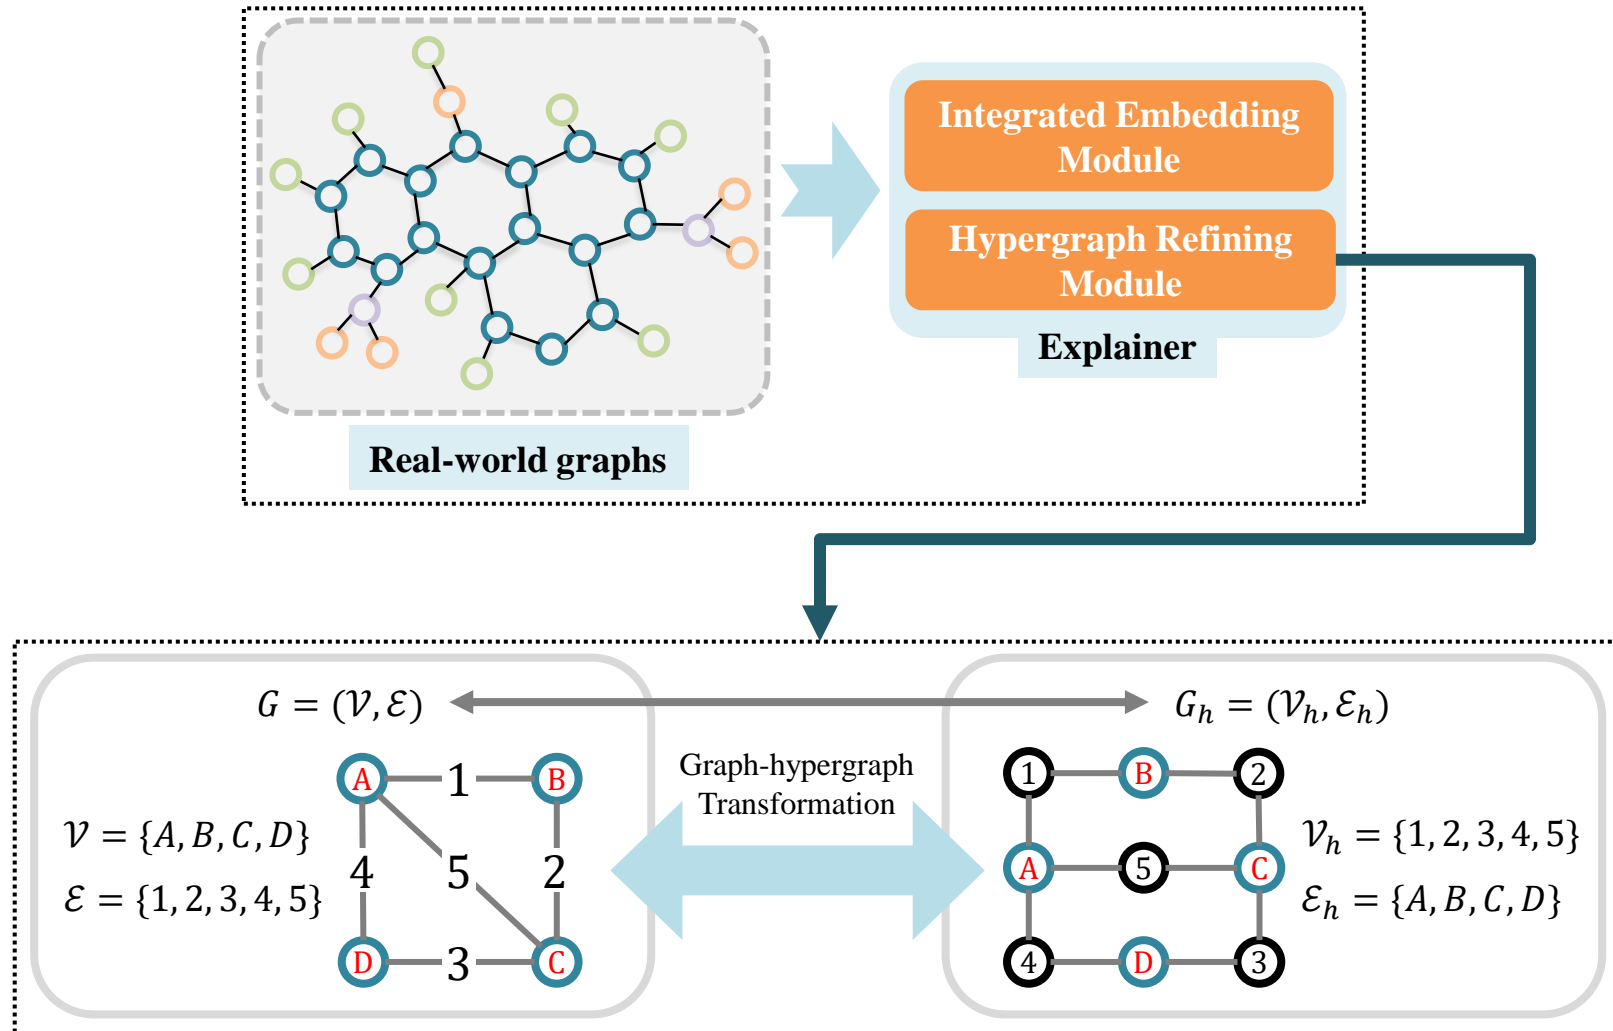 Integrated Embedding
Module
Hypergraph Refining
Module
Explainer
Real-world graphs
G = (𝒱, ℰ)
G_h = (𝒱_h, ℰ_h)
Graph-hypergraph
Transformation
𝒱 = {A, B, C, D}
ℰ = {1, 2, 3, 4, 5}
A 1 B
4 5 2
D 3 C
1 B 2
A 5 C
4 D 3
𝒱_h = {1, 2, 3, 4, 5}
ℰ_h = {A, B, C, D}